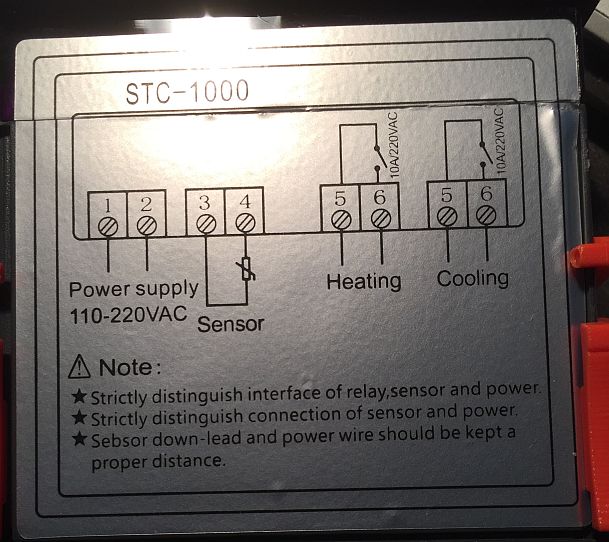 STC-1000
10A/220VAC
10A/220VAC
1 2 3 4 5 6 5 6
Power supply
110-220VAC
Sensor
Heating
Cooling
Note:
★Strictly distinguish interface of relay,sensor and power.
★Strictly distinguish connection of sensor and power.
★Sebsor down-lead and power wire should be kept a
proper distance.